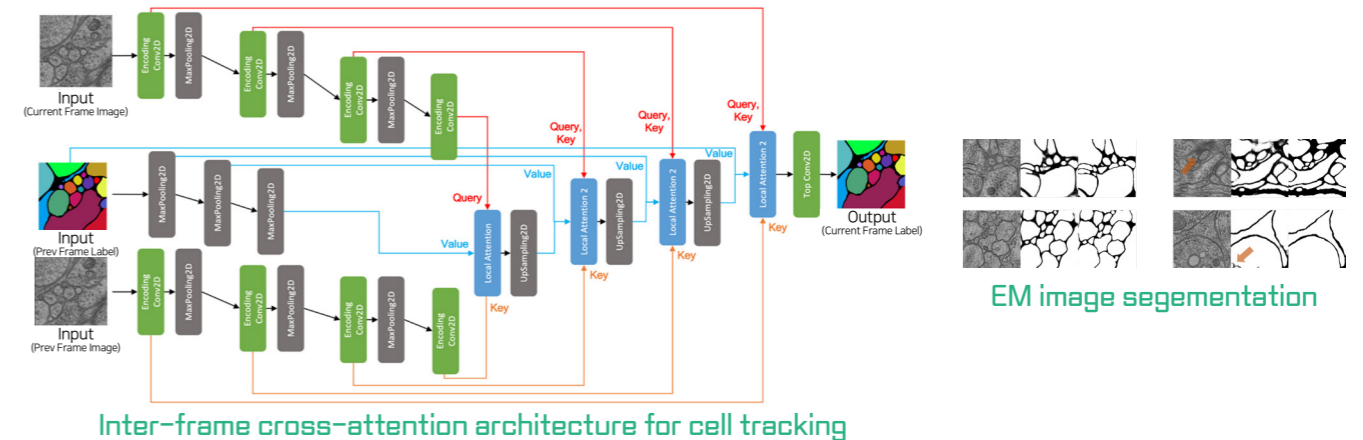 Encoding Conv2D
MaxPooling2D
Encoding Conv2D
MaxPooling2D
Encoding Conv2D
MaxPooling2D
Encoding Conv2D
Input
(Current Frame Image)
Query
Query,
Key
Query,
Key
Query,
Key
MaxPooling2D
MaxPooling2D
MaxPooling2D
Input
(Prev Frame Label)
Value
Value
Value
Value
Local Attention
UpSampling2D
Local Attention 2
UpSampling2D
Local Attention 2
UpSampling2D
Local Attention 2
Top Conv2D
Output
(Current Frame Label)
Key
Key
Key
Key
Encoding Conv2D
MaxPooling2D
Encoding Conv2D
MaxPooling2D
Encoding Conv2D
MaxPooling2D
Encoding Conv2D
Input
(Prev Frame Image)
Inter-frame cross-attention architecture for cell tracking
EM image segementation